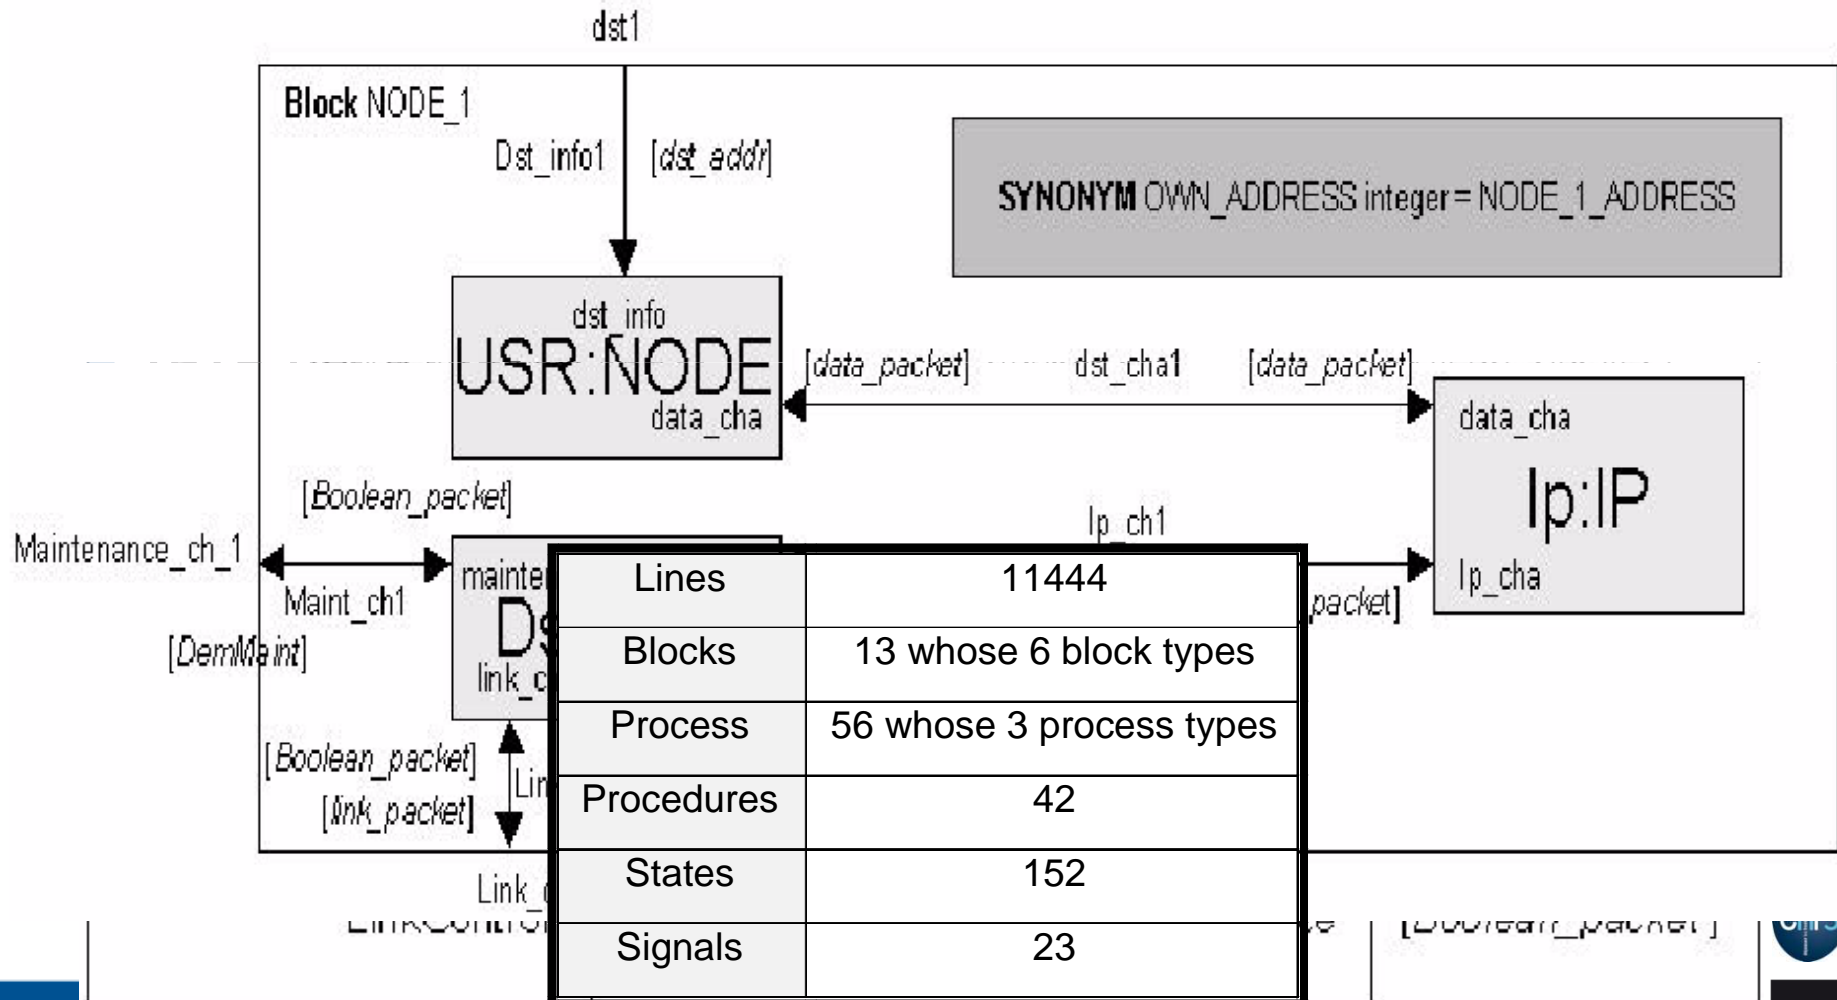 dst1
Block NODE_1
Dst_info1 [dst_addr]
SYNONYM OWN_ADDRESS integer= NODE_1_ADDRESS
dst_info
USR:NODE
data_cha
[data_packet] dst_cha1 [data_packet]
data_cha
Ip:IP
Ip_cha
[Boolean_packet]
Maintenance_ch_1
Maint_ch1
[DemMaint]
Ip_ch1
packet]
[Boolean_packet]
[link_packet]
Lines 11444
Blocks 13 whose 6 block types
Process 56 whose 3 process types
Procedures 42
States 152
Signals 23
[Boolean_packet]